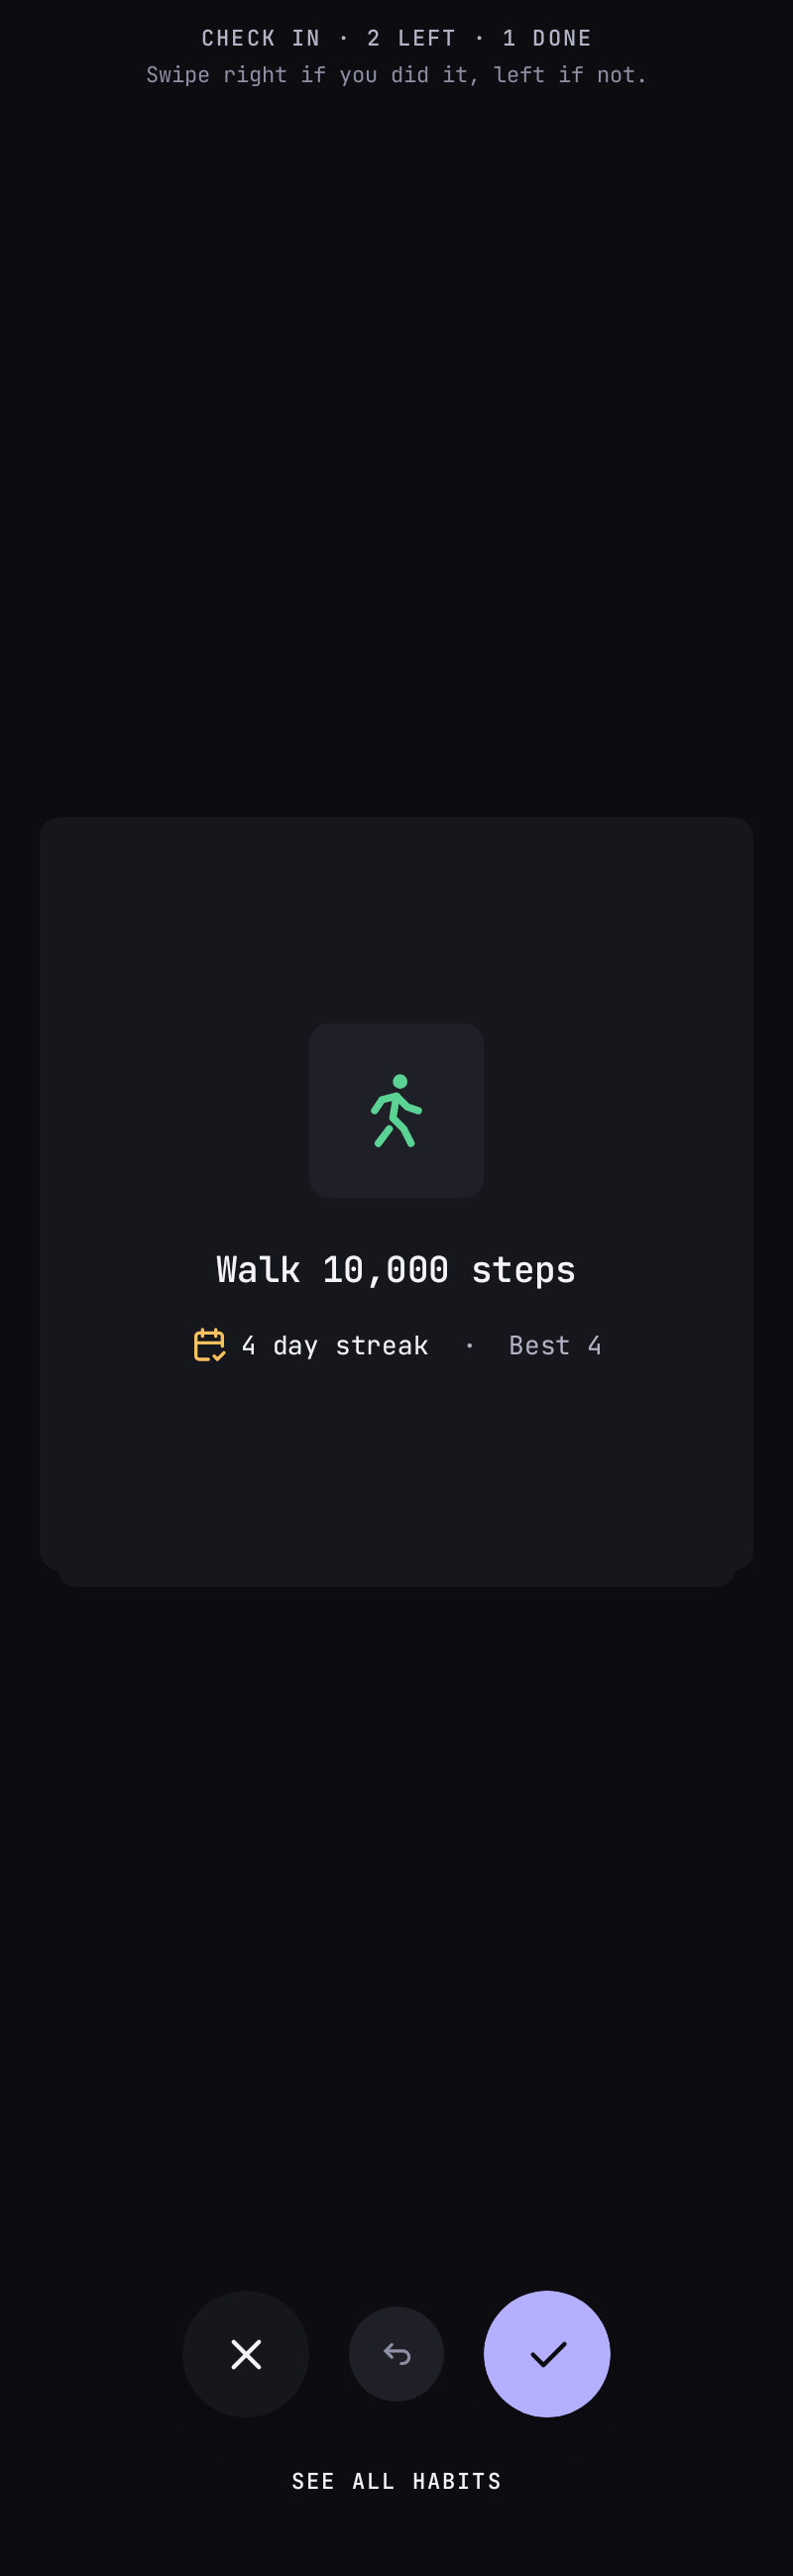 CHECK IN · 2 LEFT · 1 DONE
Swipe right if you did it, left if not.
Walk 10,000 steps
4 day streak · Best 4
SEE ALL HABITS